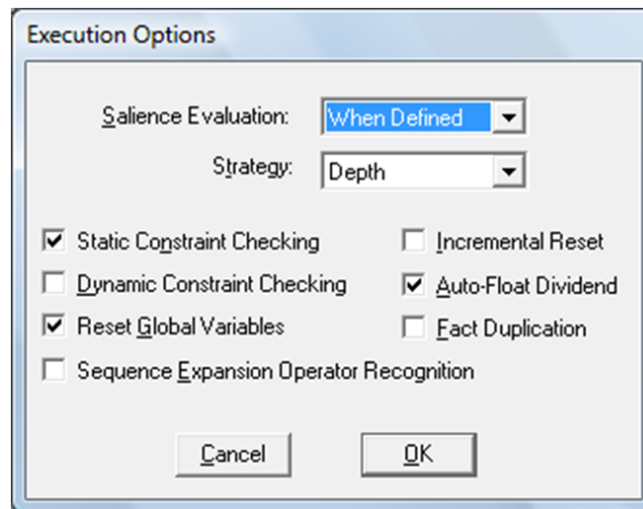 Execution Options
Salience Evaluation: When Defined
Strategy: Depth
Static Constraint Checking
Incremental Reset
Dynamic Constraint Checking
Auto-Float Dividend
Reset Global Variables
Fact Duplication
Sequence Expansion Operator Recognition
Cancel
OK